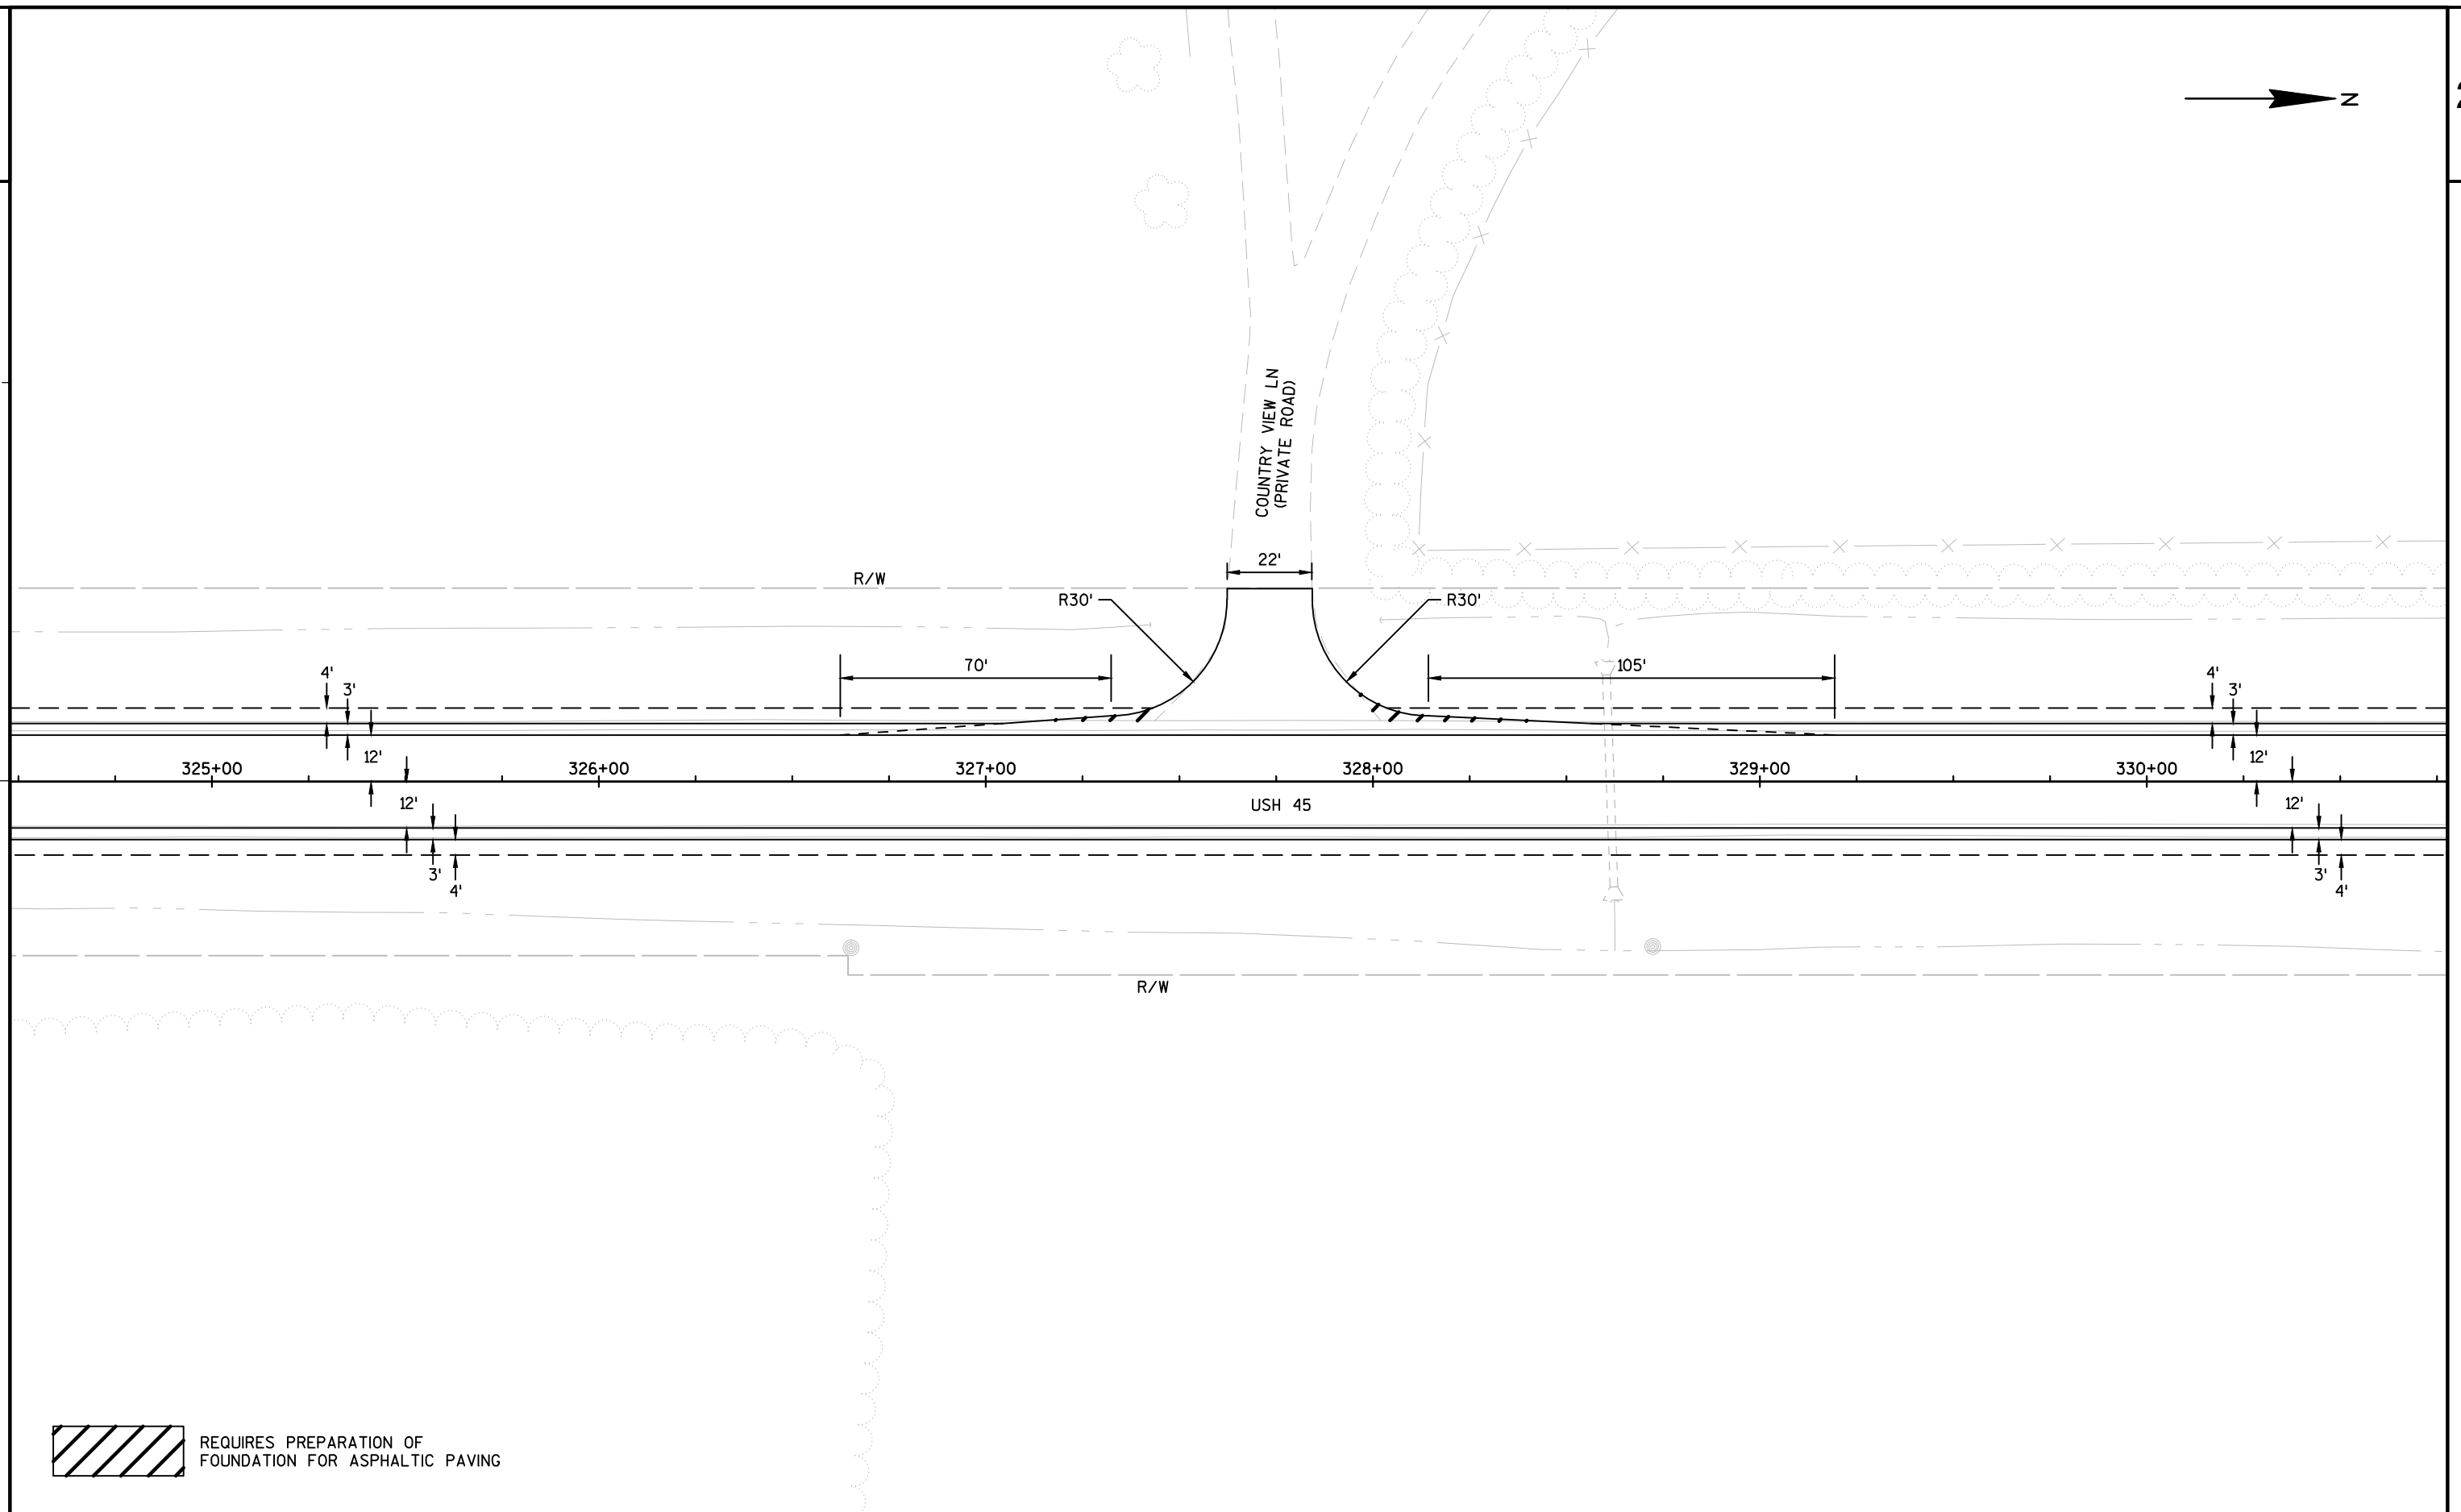 N
2
COUNTRY VIEW LN
(PRIVATE ROAD)
22'
R/W
R30'
R30'
70'
105'
4'
3'
4'
3'
12'
12'
325+00
326+00
327+00
328+00
329+00
330+00
12'
USH 45
12'
3'
4'
3'
4'
R/W
REQUIRES PREPARATION OF
FOUNDATION FOR ASPHALTIC PAVING